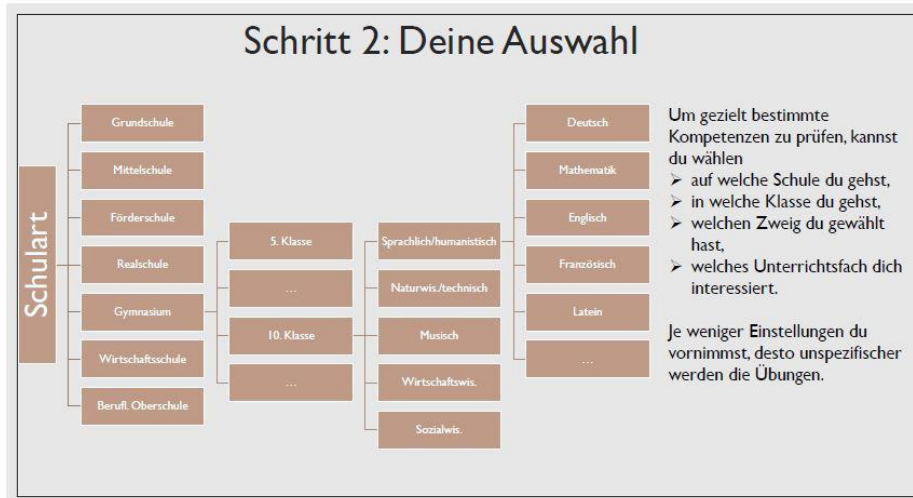 Schritt 2: Deine Auswahl
Schulart
Grundschule
Mittelschule
Förderschule
Realschule
Gymnasium
Wirtschaftsschule
Berufl. Oberschule
5. Klasse
...
10. Klasse
...
Sprachlich/humanistisch
Naturwis./technisch
Musisch
Wirtschaftswis.
Sozialwis.
Deutsch
Mathematik
Englisch
Französisch
Latein
...
Um gezielt bestimmte
Kompetenzen zu prüfen, kannst
du wählen
➢ auf welche Schule du gehst,
➢ in welche Klasse du gehst,
➢ welchen Zweig du gewählt
hast,
➢ welches Unterrichtsfach dich
interessiert.
Je weniger Einstellungen du
vornimmst, desto unspezifischer
werden die Übungen.